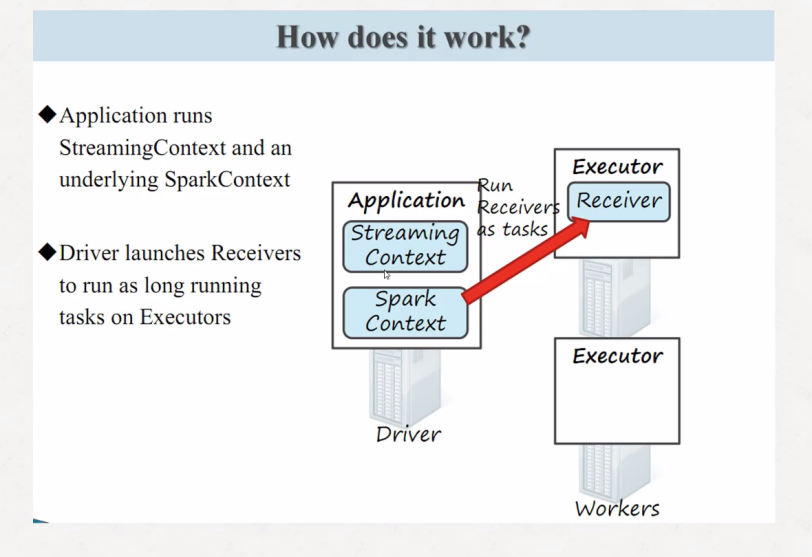 How does it work?
◆Application runs
StreamingContext and an
underlying SparkContext
◆Driver launches Receivers
to run as long running
tasks on Executors
Application
Streaming
Context
Spark
Context
Driver
Run
Receivers
as tasks
Executor
Receiver
Executor
Workers